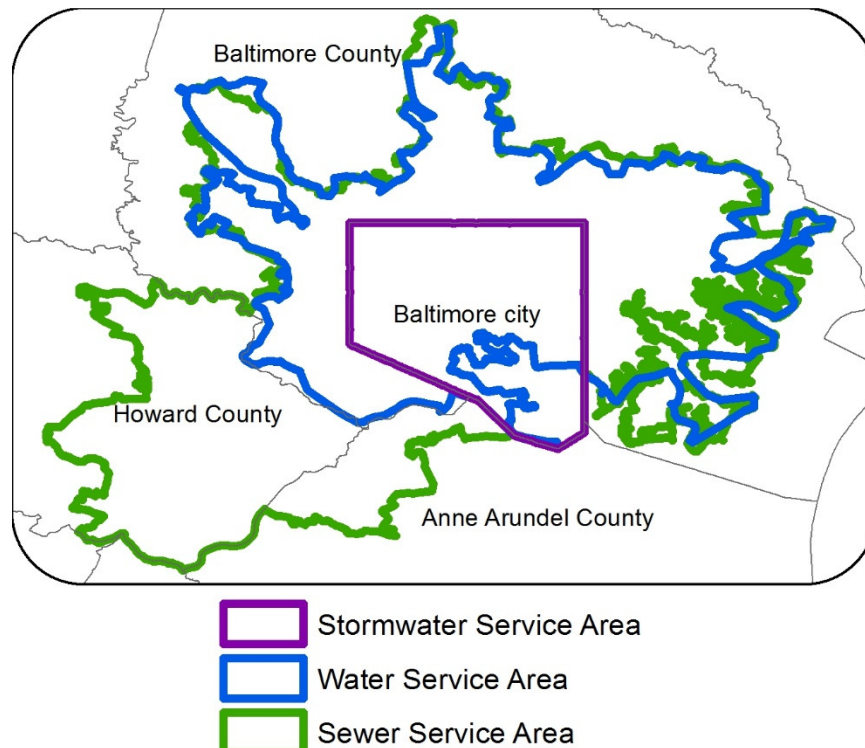 Baltimore County
Baltimore city
Howard County
Anne Arundel County
Stormwater Service Area
Water Service Area
Sewer Service Area